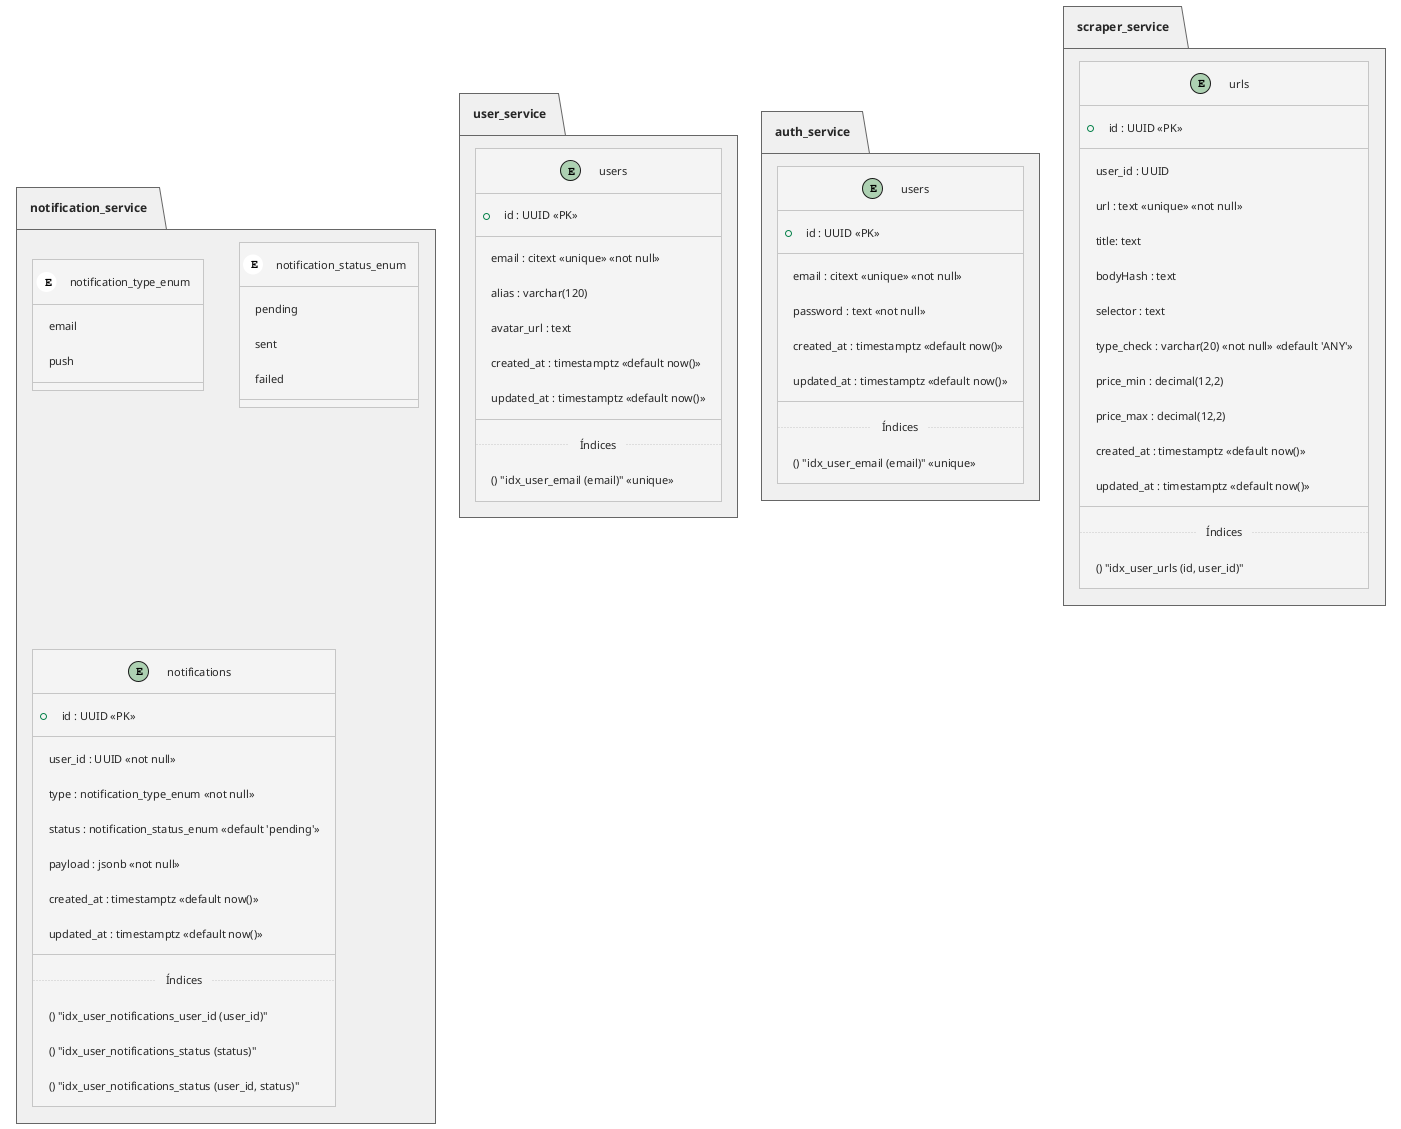 notification_service
E notification_type_enum
email
push
E notification_status_enum
pending
sent
failed
E notifications
id : UUID «PK»
user_id : UUID «not null»
type : notification_type_enum «not null»
status : notification_status_enum «default 'pending'»
payload : jsonb «not null»
created_at : timestamptz «default now()»
updated_at : timestamptz «default now()»
Índices
() "idx_user_notifications_user_id (user_id)"
() "idx_user_notifications_status (status)"
() "idx_user_notifications_status (user_id, status)"
user_service
E users
id : UUID «PK»
email : citext «unique» «not null»
alias : varchar(120)
avatar_url : text
created_at : timestamptz «default now()»
updated_at : timestamptz «default now()»
Índices
() "idx_user_email (email)" «unique»
auth_service
E users
id : UUID «PK»
email : citext «unique» «not null»
password : text «not null»
created_at : timestamptz «default now()»
updated_at : timestamptz «default now()»
Índices
() "idx_user_email (email)" «unique»
scraper_service
E urls
id : UUID «PK»
user_id : UUID
url : text «unique» «not null»
title: text
bodyHash : text
selector : text
type_check : varchar(20) «not null» «default 'ANY'»
price_min : decimal(12,2)
price_max : decimal(12,2)
created_at : timestamptz «default now()»
updated_at : timestamptz «default now()»
Índices
() "idx_user_urls (id, user_id)"